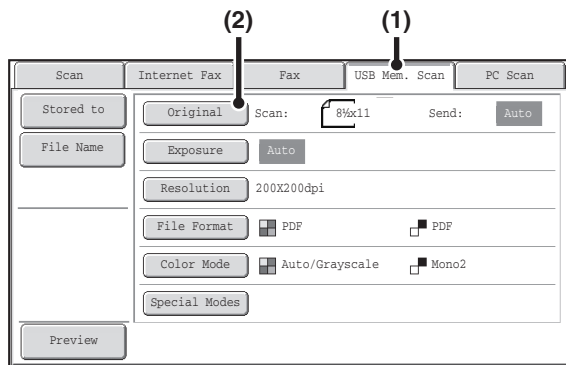 (2) (1)
Scan Internet Fax Fax USB Mem. Scan PC Scan
Stored to Original Scan: 8½x11 Send: Auto
File Name Exposure Auto
Resolution 200X200dpi
File Format PDF PDF
Color Mode Auto/Grayscale Mono2
Special Modes
Preview